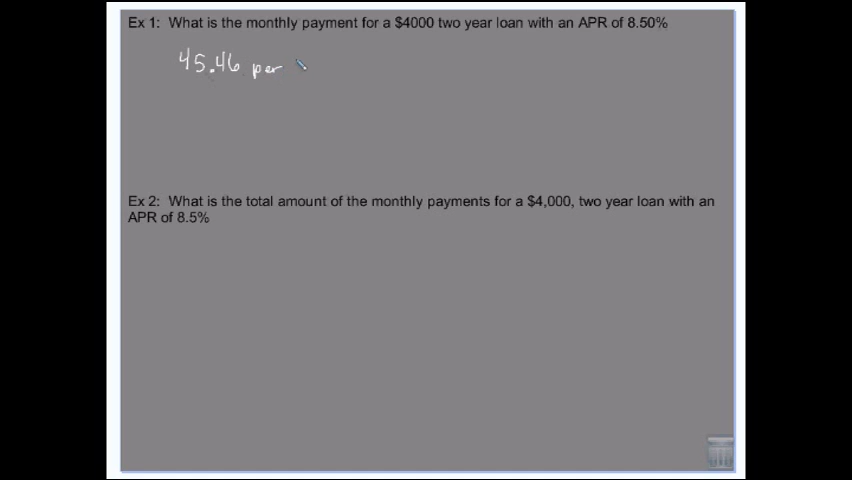 Ex 1: What is the monthly payment for a $4000 two year loan with an APR of 8.50%
45.46 per
Ex 2: What is the total amount of the monthly payments for a $4,000, two year loan with an
APR of 8.5%